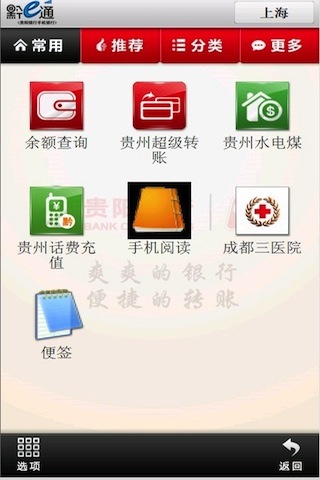 黔e通
(贵阳银行手机银行)
上海
常用
推荐
分类
更多
余额查询
贵州超级转
账
贵州水电煤
贵阳
BANK O
黔
贵州话费充
值
手机阅读
成都三医院
爽爽的银行
便捷的转账
便签
选项
返回